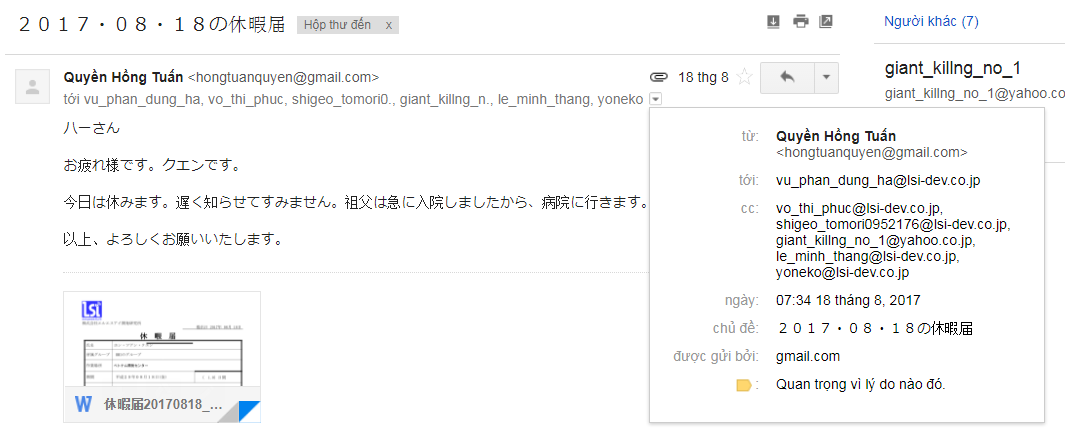 ２０１７・０８・１８の休暇届 Hộp thư đến x
Người khác (7)
giant_killng_no_1
giant_killng_no_1@yahoo.co
Quyền Hồng Tuấn <hongtuanquyen@gmail.com>
18 thg 8
tới vu_phan_dung_ha, vo_thi_phuc, shigeo_tomori0., giant_killng_n., le_minh_thang, yoneko
ハーさん
お疲れ様です。クエンです。
今日は休みます。遅く知らせてすみません。祖父は急に入院しましたから、病院に行きます。
以上、よろしくお願いいたします。
từ: Quyền Hồng Tuấn
<hongtuanquyen@gmail.com>
tới: vu_phan_dung_ha@lsi-dev.co.jp
cc: vo_thi_phuc@lsi-dev.co.jp,
shigeo_tomori0952176@lsi-dev.co.jp,
giant_killng_no_1@yahoo.co.jp,
le_minh_thang@lsi-dev.co.jp,
yoneko@lsi-dev.co.jp
ngày: 07:34 18 tháng 8, 2017
chủ đề: ２０１７・０８・１８の休暇届
được gửi bởi: gmail.com
: Quan trọng vì lý do nào đó.
LSI
休 暇 届
W 休暇届20170818_...